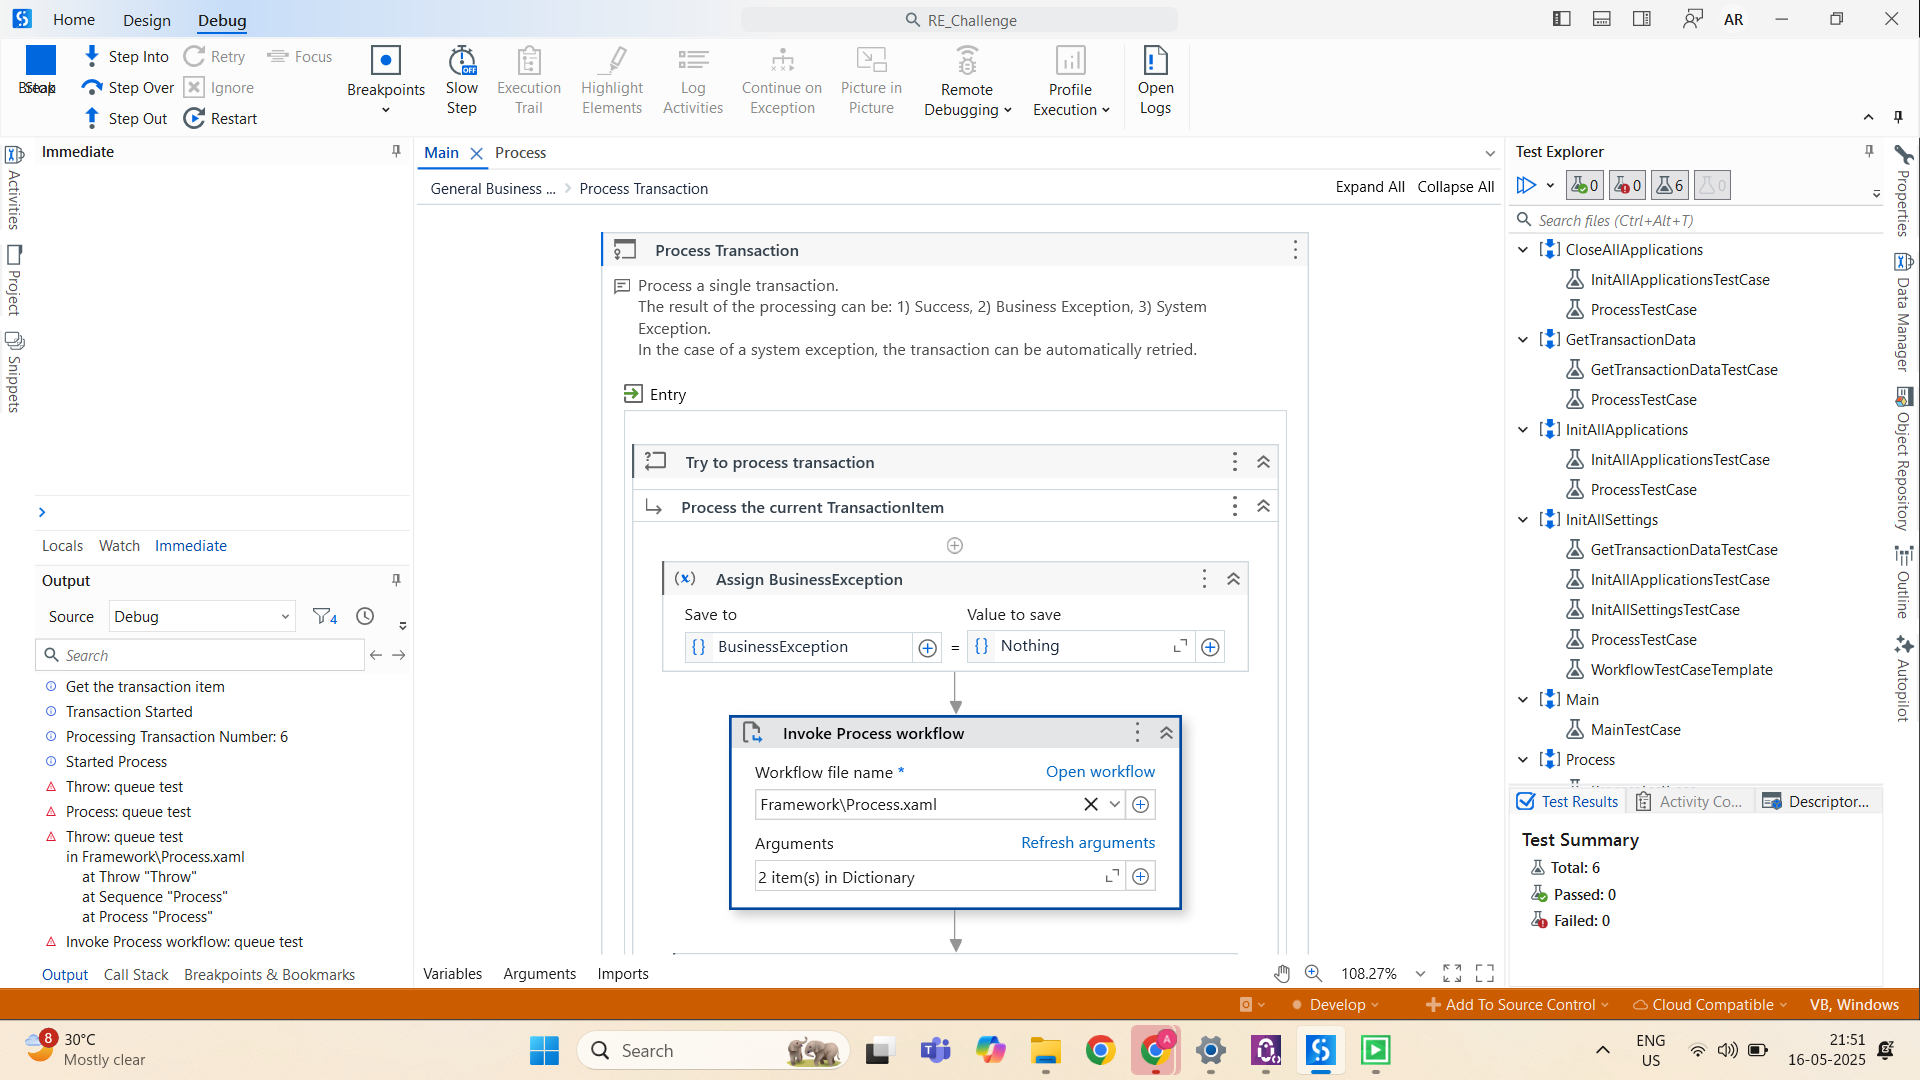 Home
Design
Debug
RE_Challenge
AR
Step Into
Step Over
Step Out
Retry
Ignore
Restart
Focus
Breakpoints
Slow
Step
OFF
Execution
Trail
Highlight
Elements
Log
Activities
Continue on
Exception
Picture in
Picture
Remote
Debugging
Profile
Execution
Open
Logs
Activities
Project
Snippets
Immediate
Locals
Watch
Immediate
Output
Source
Debug
4
Search
Get the transaction item
Transaction Started
Processing Transaction Number: 6
Started Process
Throw: queue test
Process: queue test
Throw: queue test
in Framework\Process.xaml
at Throw "Throw"
at Sequence "Process"
at Process "Process"
Invoke Process workflow: queue test
Output
Call Stack
Breakpoints & Bookmarks
Main
Process
General Business ...
Process Transaction
Expand All
Collapse All
Process Transaction
Process a single transaction.
The result of the processing can be: 1) Success, 2) Business Exception, 3) System
Exception.
In the case of a system exception, the transaction can be automatically retried.
Entry
Try to process transaction
Process the current TransactionItem
Assign BusinessException
Save to
Value to save
BusinessException
=
Nothing
Invoke Process workflow
Workflow file name *
Open workflow
Framework\Process.xaml
Arguments
Refresh arguments
2 item(s) in Dictionary
Variables
Arguments
Imports
108.27%
Test Explorer
0
0
6
0
Search files (Ctrl+Alt+T)
CloseAllApplications
InitAllApplicationsTestCase
ProcessTestCase
GetTransactionData
GetTransactionDataTestCase
ProcessTestCase
InitAllApplications
InitAllApplicationsTestCase
ProcessTestCase
InitAllSettings
GetTransactionDataTestCase
InitAllApplicationsTestCase
InitAllSettingsTestCase
ProcessTestCase
WorkflowTestCaseTemplate
Main
MainTestCase
Process
Test Results
Activity Co...
Descriptor...
Test Summary
Total: 6
Passed: 0
Failed: 0
Properties
Data Manager
Object Repository
Outline
Autopilot
Develop
Add To Source Control
Cloud Compatible
VB, Windows
8
30°C
Mostly clear
Search
A
ENG
US
21:51
16-05-2025